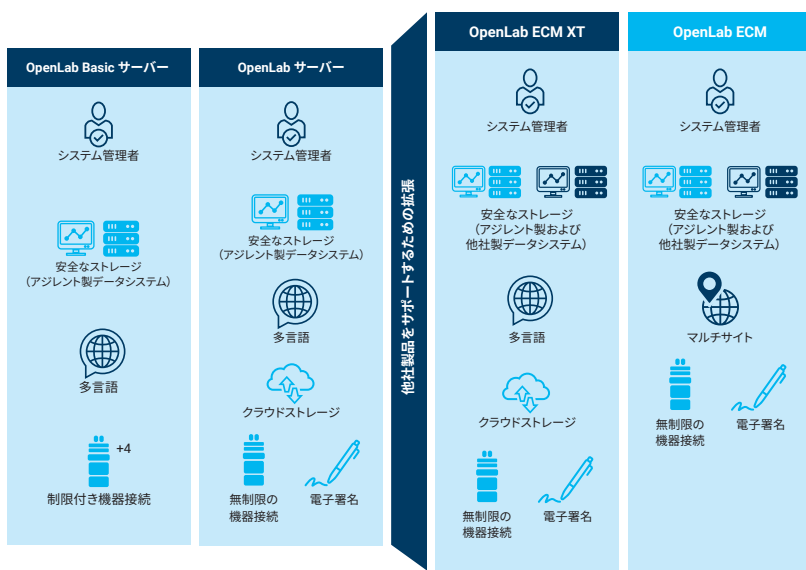 OpenLab Basic サーバー
システム管理者
安全なストレージ
（アジレント製データシステム）
多言語
+4
制限付き機器接続
OpenLab サーバー
システム管理者
安全なストレージ
（アジレント製データシステム）
多言語
クラウドストレージ
無制限の
機器接続
電子署名
他社製品をサポートするための拡張
OpenLab ECM XT
システム管理者
安全なストレージ
（アジレント製および
他社製データシステム）
多言語
クラウドストレージ
無制限の
機器接続
電子署名
OpenLab ECM
システム管理者
安全なストレージ
（アジレント製および
他社製データシステム）
マルチサイト
無制限の
機器接続
電子署名